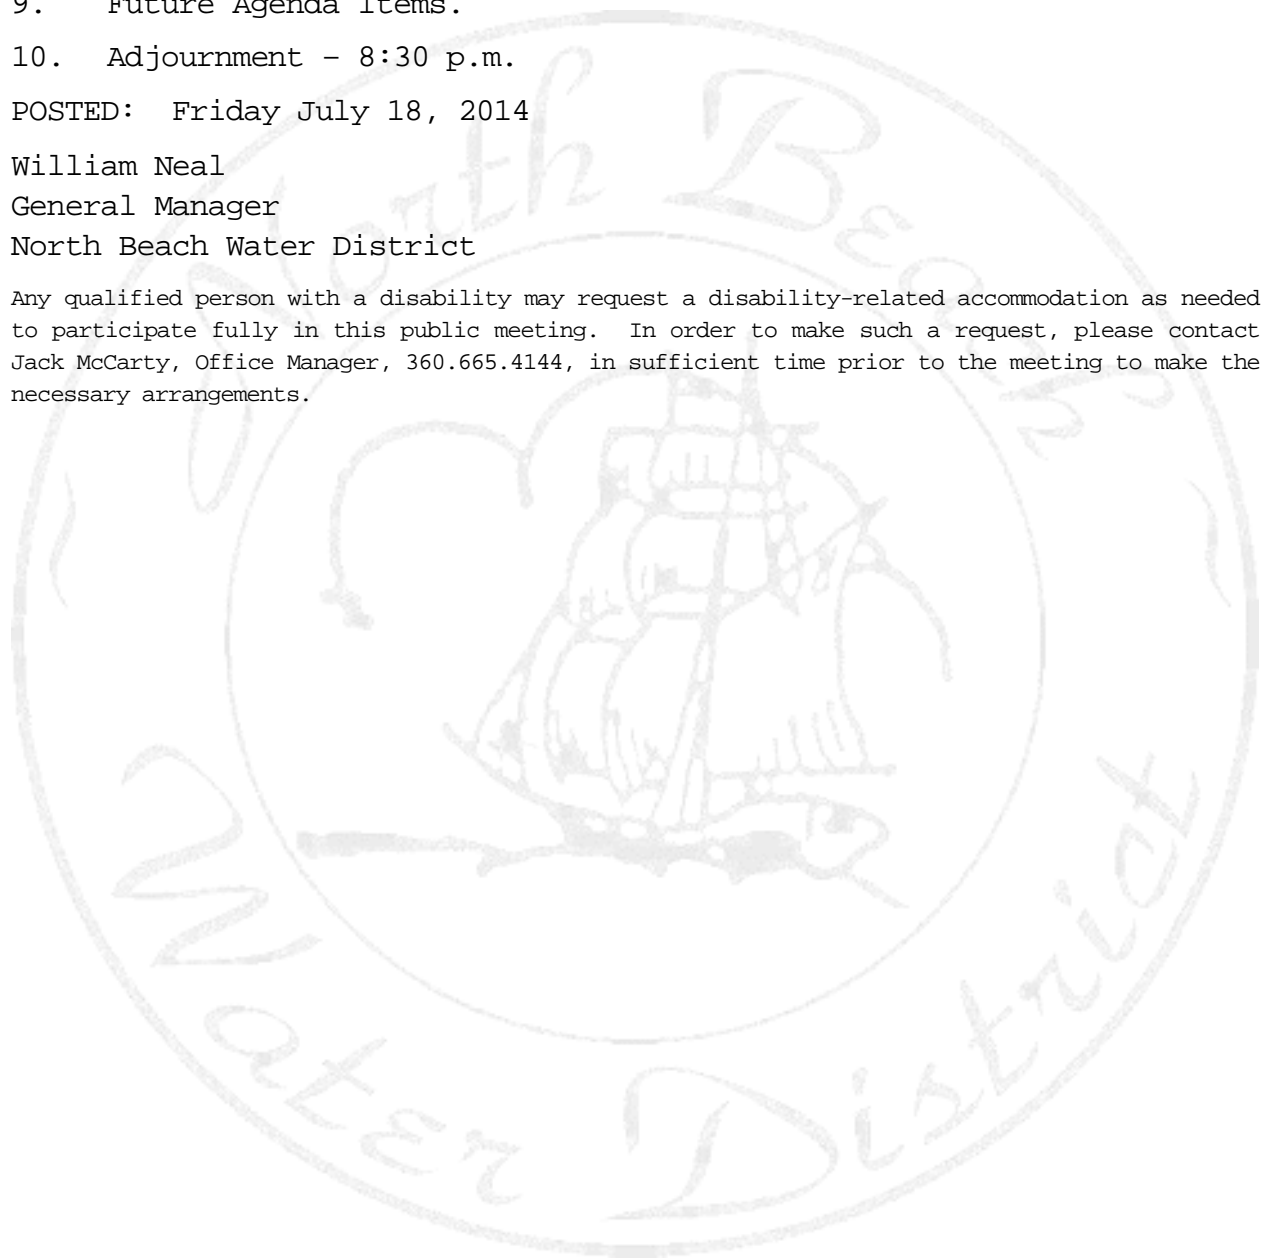 9. Future Agenda Items.
10. Adjournment – 8:30 p.m.
POSTED: Friday July 18, 2014
William Neal
General Manager
North Beach Water District
Any qualified person with a disability may request a disability-related accommodation as needed
to participate fully in this public meeting. In order to make such a request, please contact
Jack McCarty, Office Manager, 360.665.4144, in sufficient time prior to the meeting to make the
necessary arrangements.
North Beach
Water District